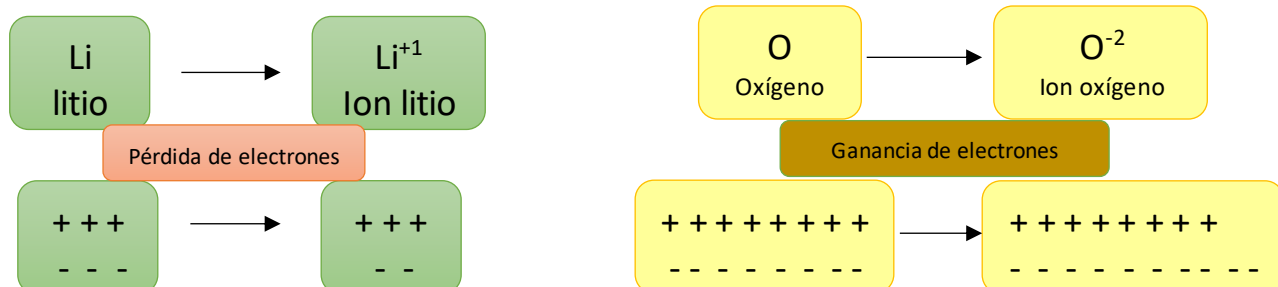 Li
litio
Li+1
Ion litio
Pérdida de electrones
+ + +
- - -
+ + +
- -
O
Oxígeno
O-2
Ion oxígeno
Ganancia de electrones
+ + + + + + + +
- - - - - - - -
+ + + + + + + +
- - - - - - - - - -